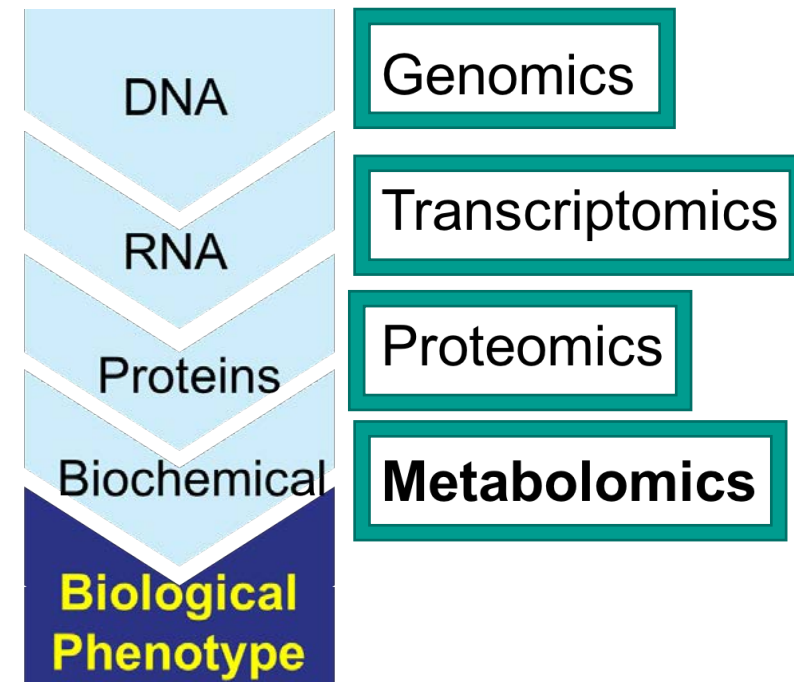 DNA
Genomics
RNA
Transcriptomics
Proteins
Proteomics
Biochemical
Metabolomics
Biological
Phenotype